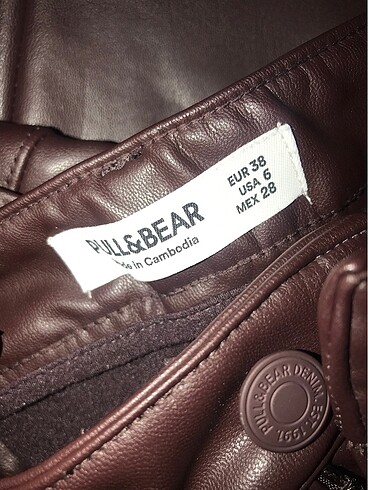 PULL&BEAR
in Cambodia
EUR 38
USA 6
MEX 28
PULL&BEAR DENIM. EST. 1991.